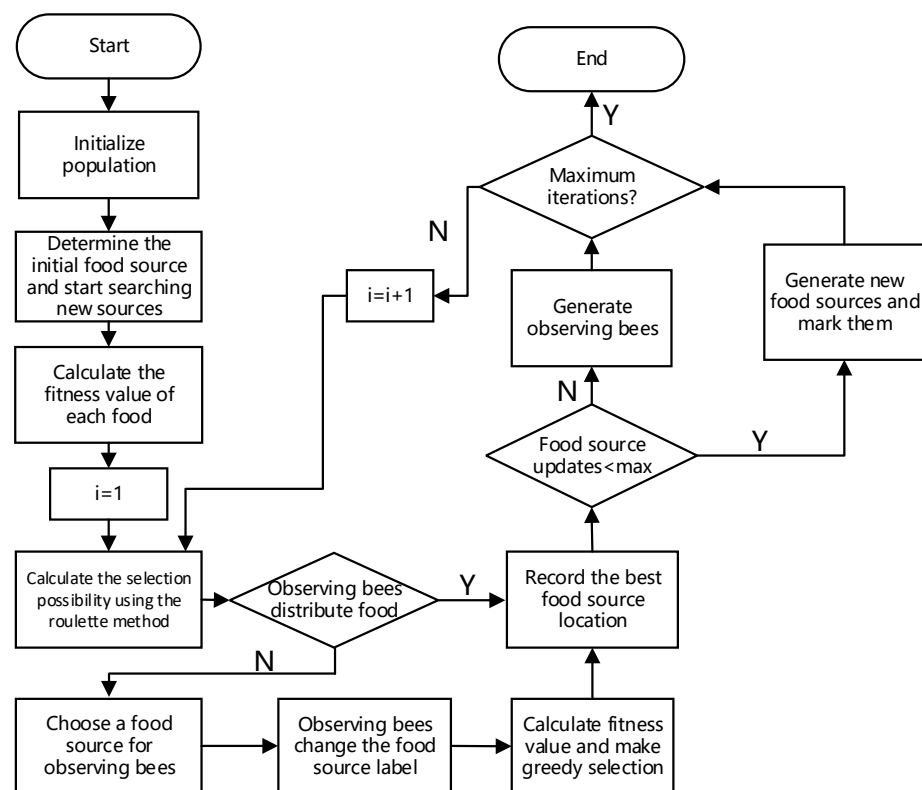 Start
Initialize
population
Determine the
initial food source
and start searching
new sources
Calculate the
fitness value of
each food
i=1
Calculate the selection
possibility using the
roulette method
Observing bees
distribute food
Y
N
Choose a food
source for
observing bees
Observing bees
change the food
source label
Calculate fitness
value and make
greedy selection
Record the best
food source
location
Food source
updates<max
N
Y
Generate
observing bees
Generate new
food sources and
mark them
Maximum
iterations?
N
i=i+1
Y
End